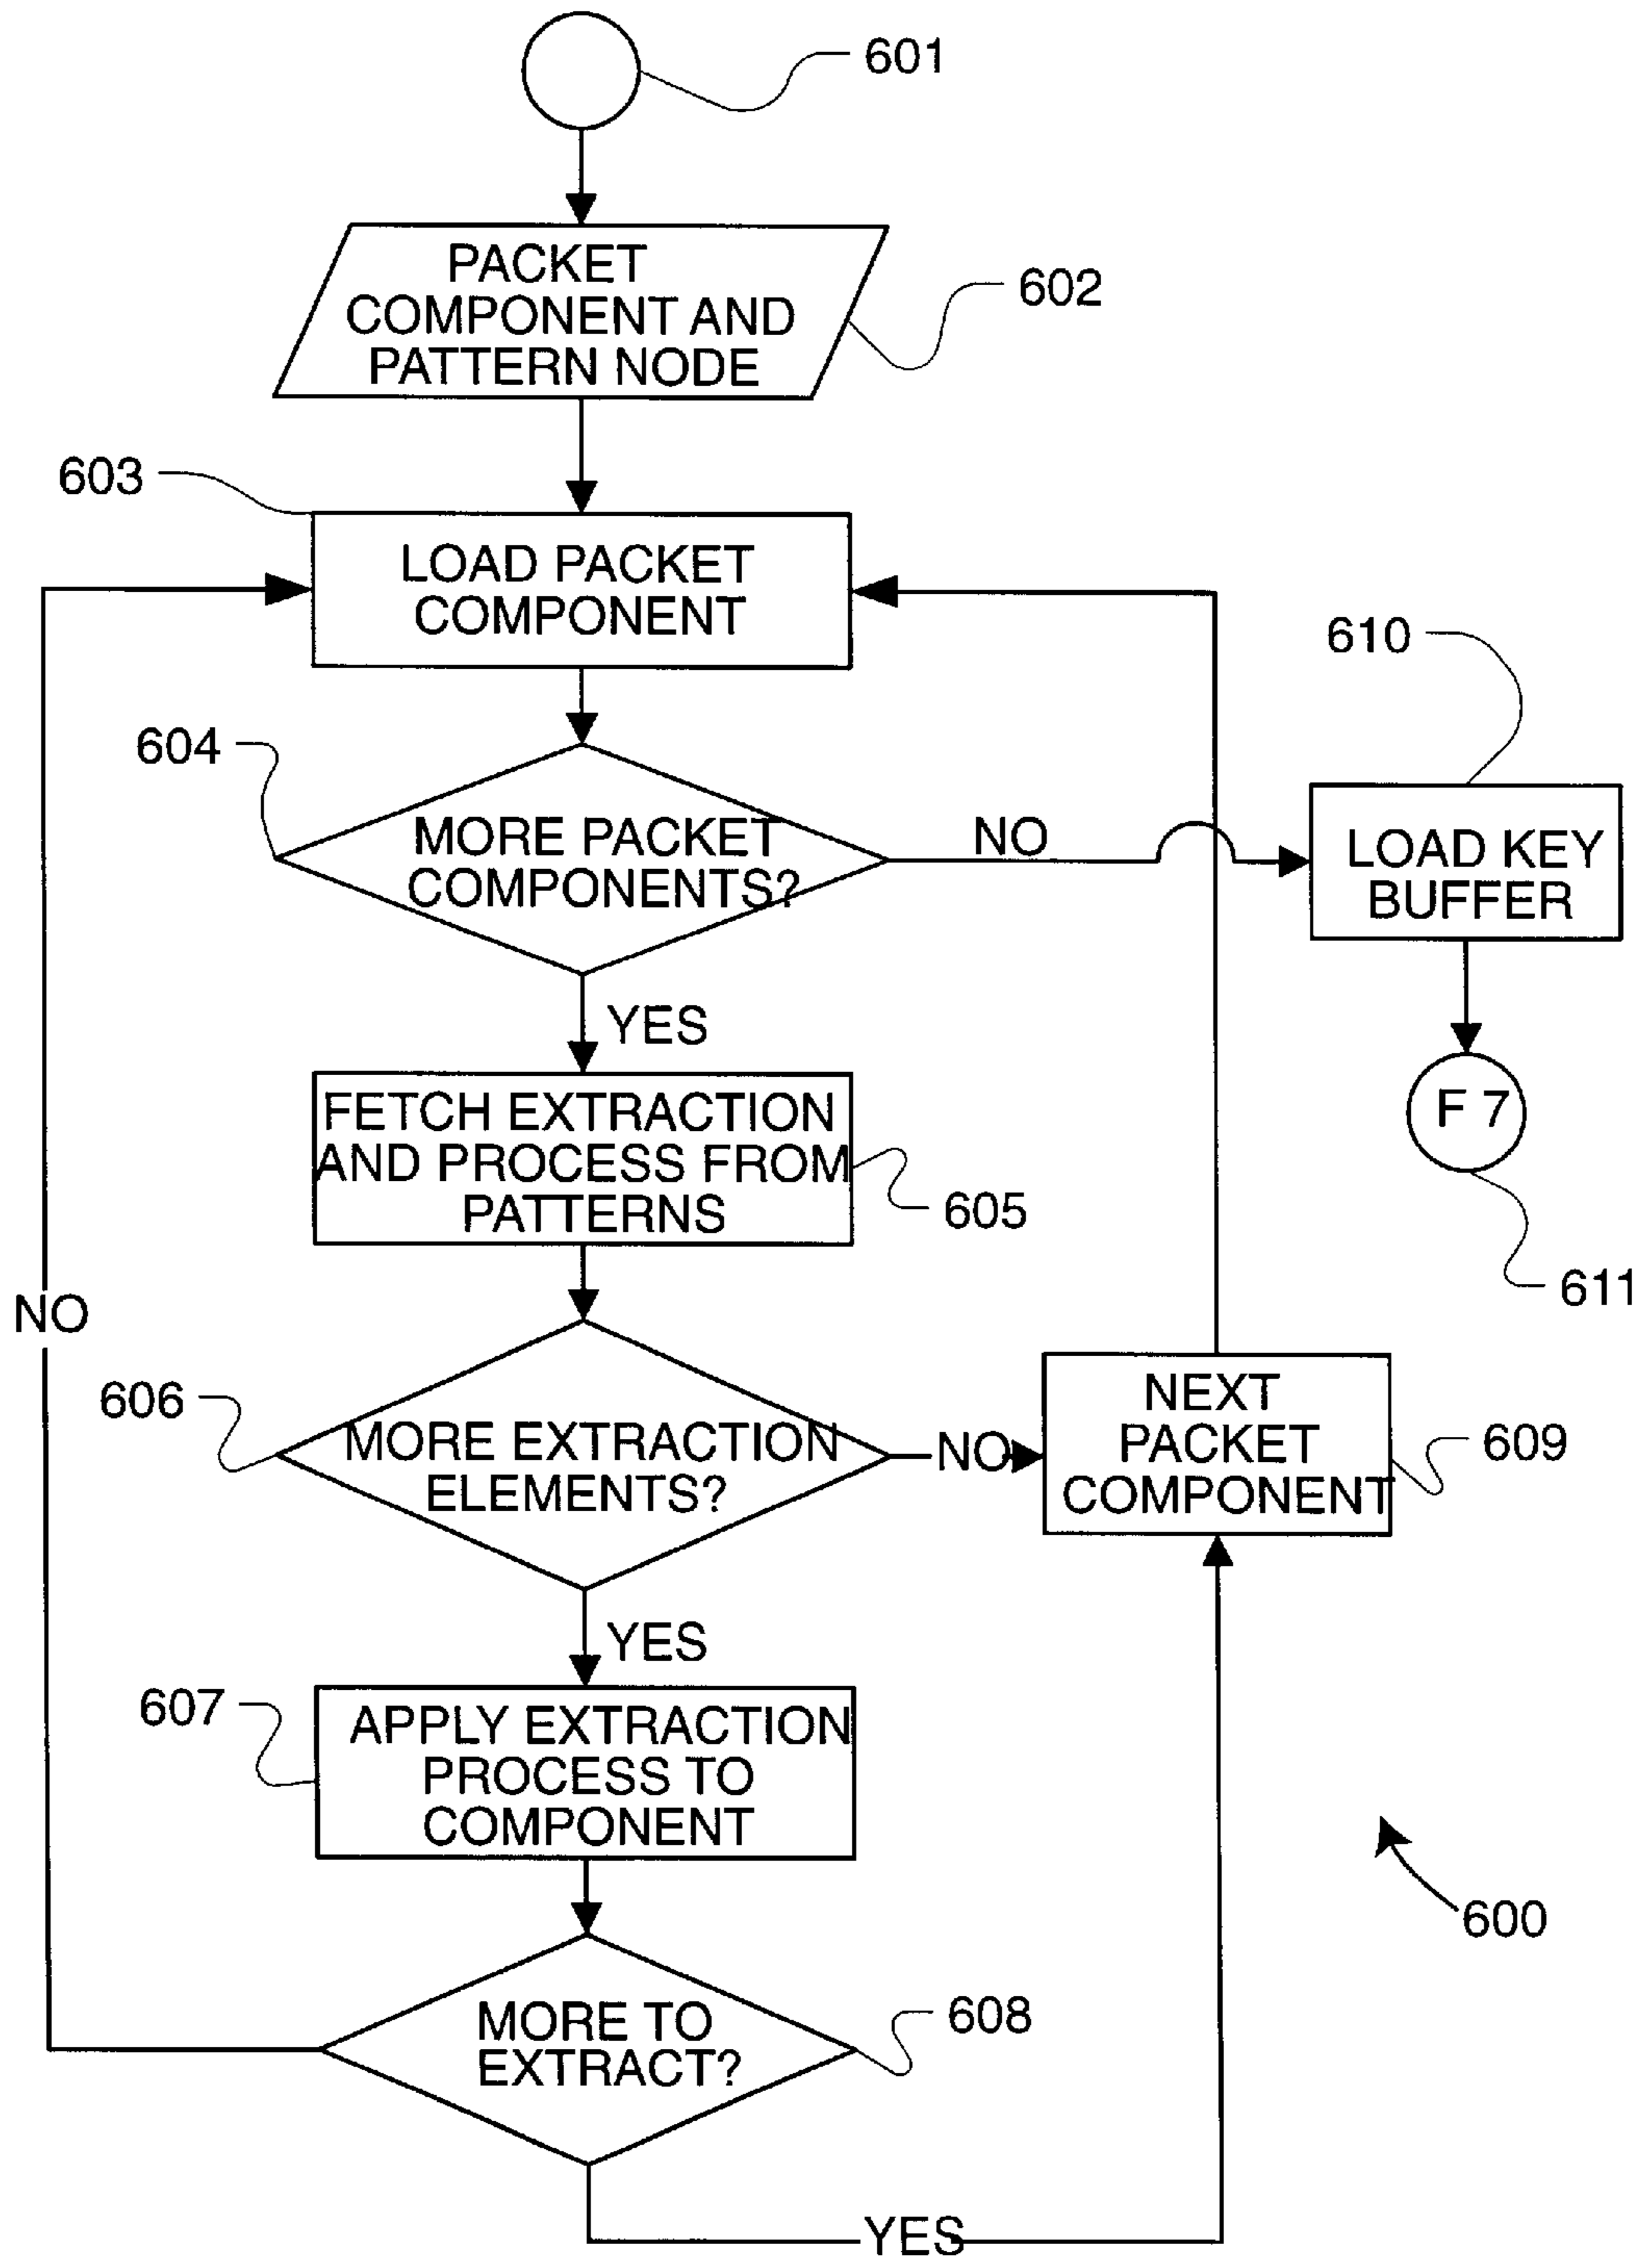 601
PACKET
COMPONENT AND
PATTERN NODE
602
603
LOAD PACKET
COMPONENT
610
604
MORE PACKET
COMPONENTS?
NO
LOAD KEY
BUFFER
YES
F 7
FETCH EXTRACTION
AND PROCESS FROM
PATTERNS
605
611
NO
606
MORE EXTRACTION
ELEMENTS?
NO
NEXT
PACKET
COMPONENT
609
YES
607
APPLY EXTRACTION
PROCESS TO
COMPONENT
600
MORE TO
EXTRACT?
608
YES